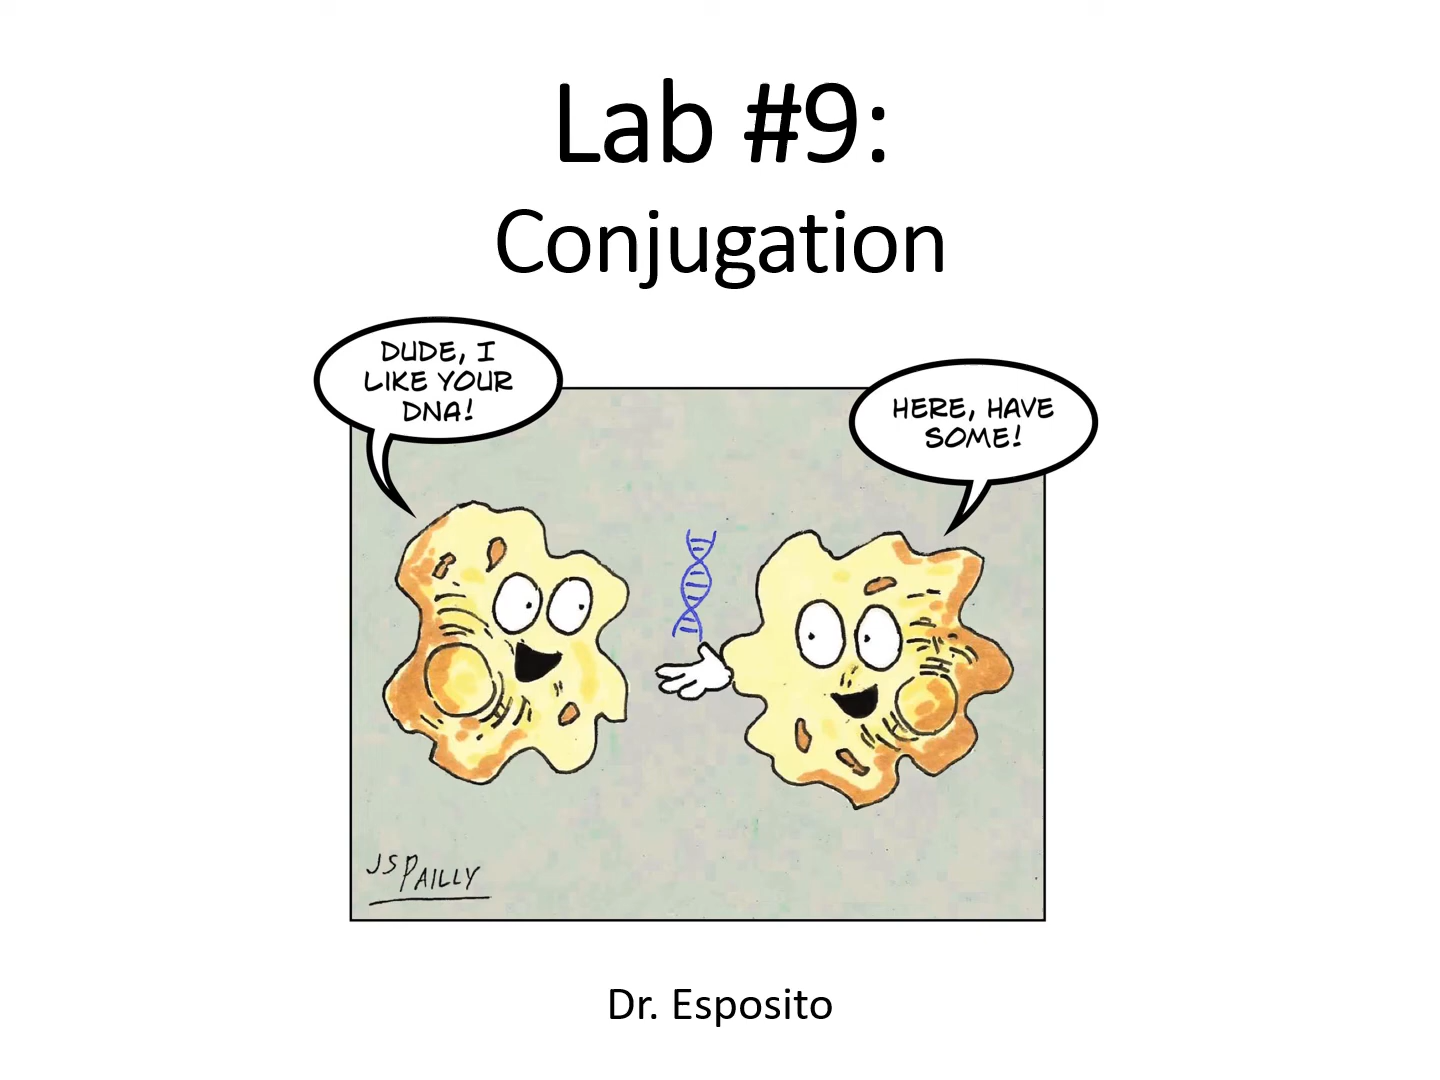 Lab #9:
Conjugation
DUDE, I
LIKE YOUR
DNA!
HERE, HAVE
SOME!
JSPAILLY
Dr. Esposito